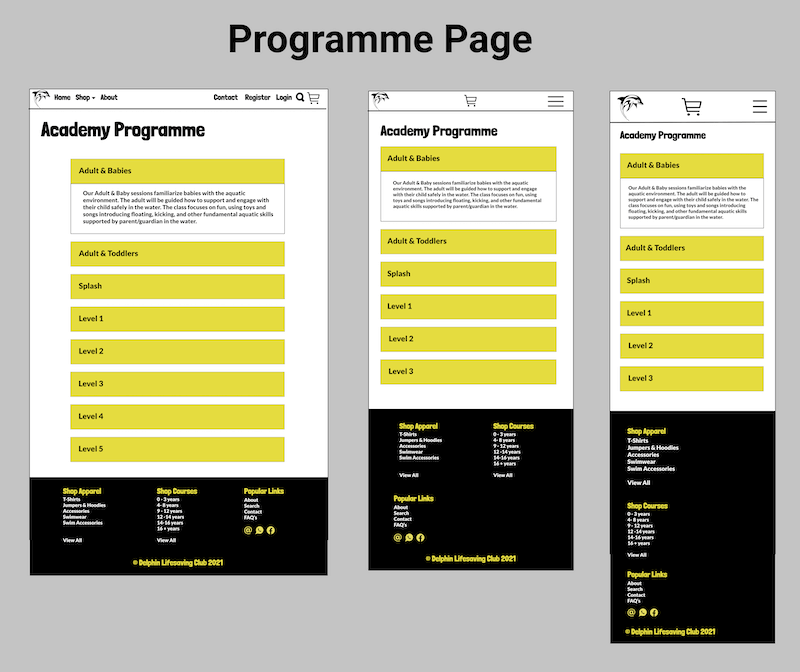 Programme Page
Home Shop About Contact Register Login
Academy Programme
Adult & Babies
Our Adult & Baby sessions familiarize babies with the aquatic
environment. The adult will be guided how to support and engage with
their child safely in the water. The class focuses on fun, using toys and
songs introducing floating, kicking, and other fundamental aquatic skills
supported by parent/guardian in the water.
Adult & Toddlers
Splash
Level 1
Level 2
Level 3
Level 4
Level 5
Shop Apparel
T-Shirts
Jumpers & Hoodies
Accessories
Swimwear
Swim Accessories
View All
Shop Courses
0 - 3 years
4- 8 years
9 - 12 years
12 -14 years
14-16 years
16 + years
View All
Popular Links
About
Search
Contact
FAQ's
© Delphin Lifesaving Club 2021
Academy Programme
Adult & Babies
Our Adult & Baby sessions familiarize babies with the aquatic
environment. The adult will be guided how to support and engage
with their child safely in the water. The class focuses on fun, using
toys and songs introducing floating, kicking, and other fundamental
aquatic skills supported by parent/guardian in the water.
Adult & Toddlers
Splash
Level 1
Level 2
Level 3
Shop Apparel
T-Shirts
Jumpers & Hoodies
Accessories
Swimwear
Swim Accessories
View All
Shop Courses
0 - 3 years
4- 8 years
9 - 12 years
12 -14 years
14-16 years
16 + years
View All
Popular Links
About
Search
Contact
FAQ's
© Delphin Lifesaving Club 2021
Academy Programme
Adult & Babies
Our Adult & Baby sessions familiarize babies with the
aquatic environment. The adult will be guided how to
support and engage with their child safely in the water. The
class focuses on fun, using toys and songs introducing
floating, kicking, and other fundamental aquatic skills
supported by parent/guardian in the water.
Adult & Toddlers
Splash
Level 1
Level 2
Level 3
Shop Apparel
T-Shirts
Jumpers & Hoodies
Accessories
Swimwear
Swim Accessories
View All
Shop Courses
0 - 3 years
4- 8 years
9 - 12 years
12 -14 years
14-16 years
16 + years
View All
Popular Links
About
Search
Contact
FAQ's
© Delphin Lifesaving Club 2021